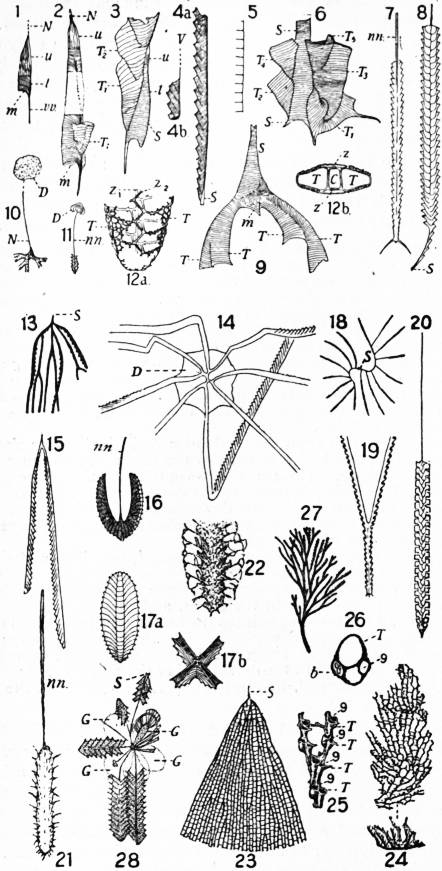 1 2 3 4a 5 6 7 8
N N u T2 u V S T5 nn
u T1 l 4b T4 T3
l S T2
m T1 S T1
vv. m z
D D z z2 S T C T
10 11 T T m z' 12b.
N nn T T S
12a. T T 9
13 S 14 18 S 20
D
15 nn 19
16 27
22
17a 26 T
b 9
17b
nn. S S 9
G G T
G G 9
T
9
T
25
21 28 23 24